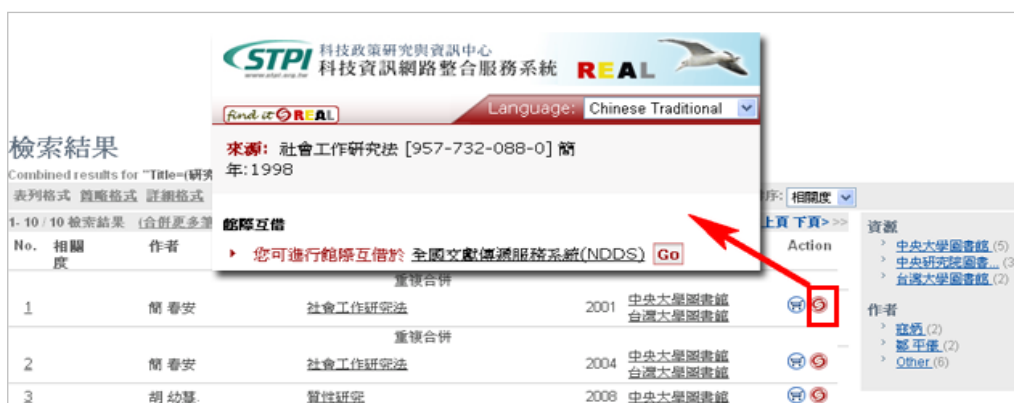 STPI 科技政策研究與資訊中心
www.stpi.org.tw 科技資訊網路整合服務系統 REAL
find it REAL Language: Chinese Traditional
來源: 社會工作研究法 [957-732-088-0] 簡
年:1998
館際互借
您可進行館際互借於 全國文獻傳遞服務系統(NDDS) Go
檢索結果
Combined results for "Title=(研究
表列格式 簡略格式 詳細格式 序: 相關度
1- 10 / 10 檢索結果 (合併更多筆 上頁 下頁>>>
No. 相關度 作者 Action
重複合併
1 簡 春安 社會工作研究法 2001 中央大學圖書館
台灣大學圖書館
重複合併
2 簡 春安 社會工作研究法 2004 中央大學圖書館
台灣大學圖書館
3 胡 幼慧. 質性研究 2008 中央大學圖書館
資源
中央大學圖書館 (5)
中央研究院圖書... (3
台灣大學圖書館 (2)
作者
(2)
鄒 平儀 (2)
Other (6)